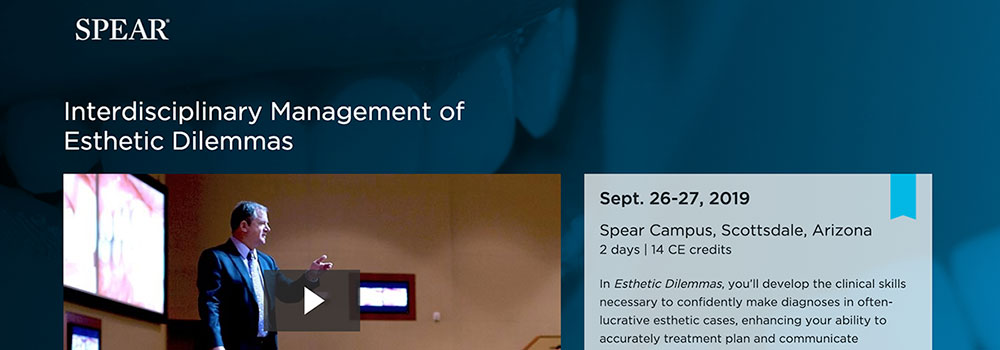 SPEAR®
Interdisciplinary Management of
Esthetic Dilemmas
Sept. 26-27, 2019
Spear Campus, Scottsdale, Arizona
2 days | 14 CE credits
In Esthetic Dilemmas, you'll develop the clinical skills
necessary to confidently make diagnoses in often-
lucrative esthetic cases, enhancing your ability to
accurately treatment plan and communicate